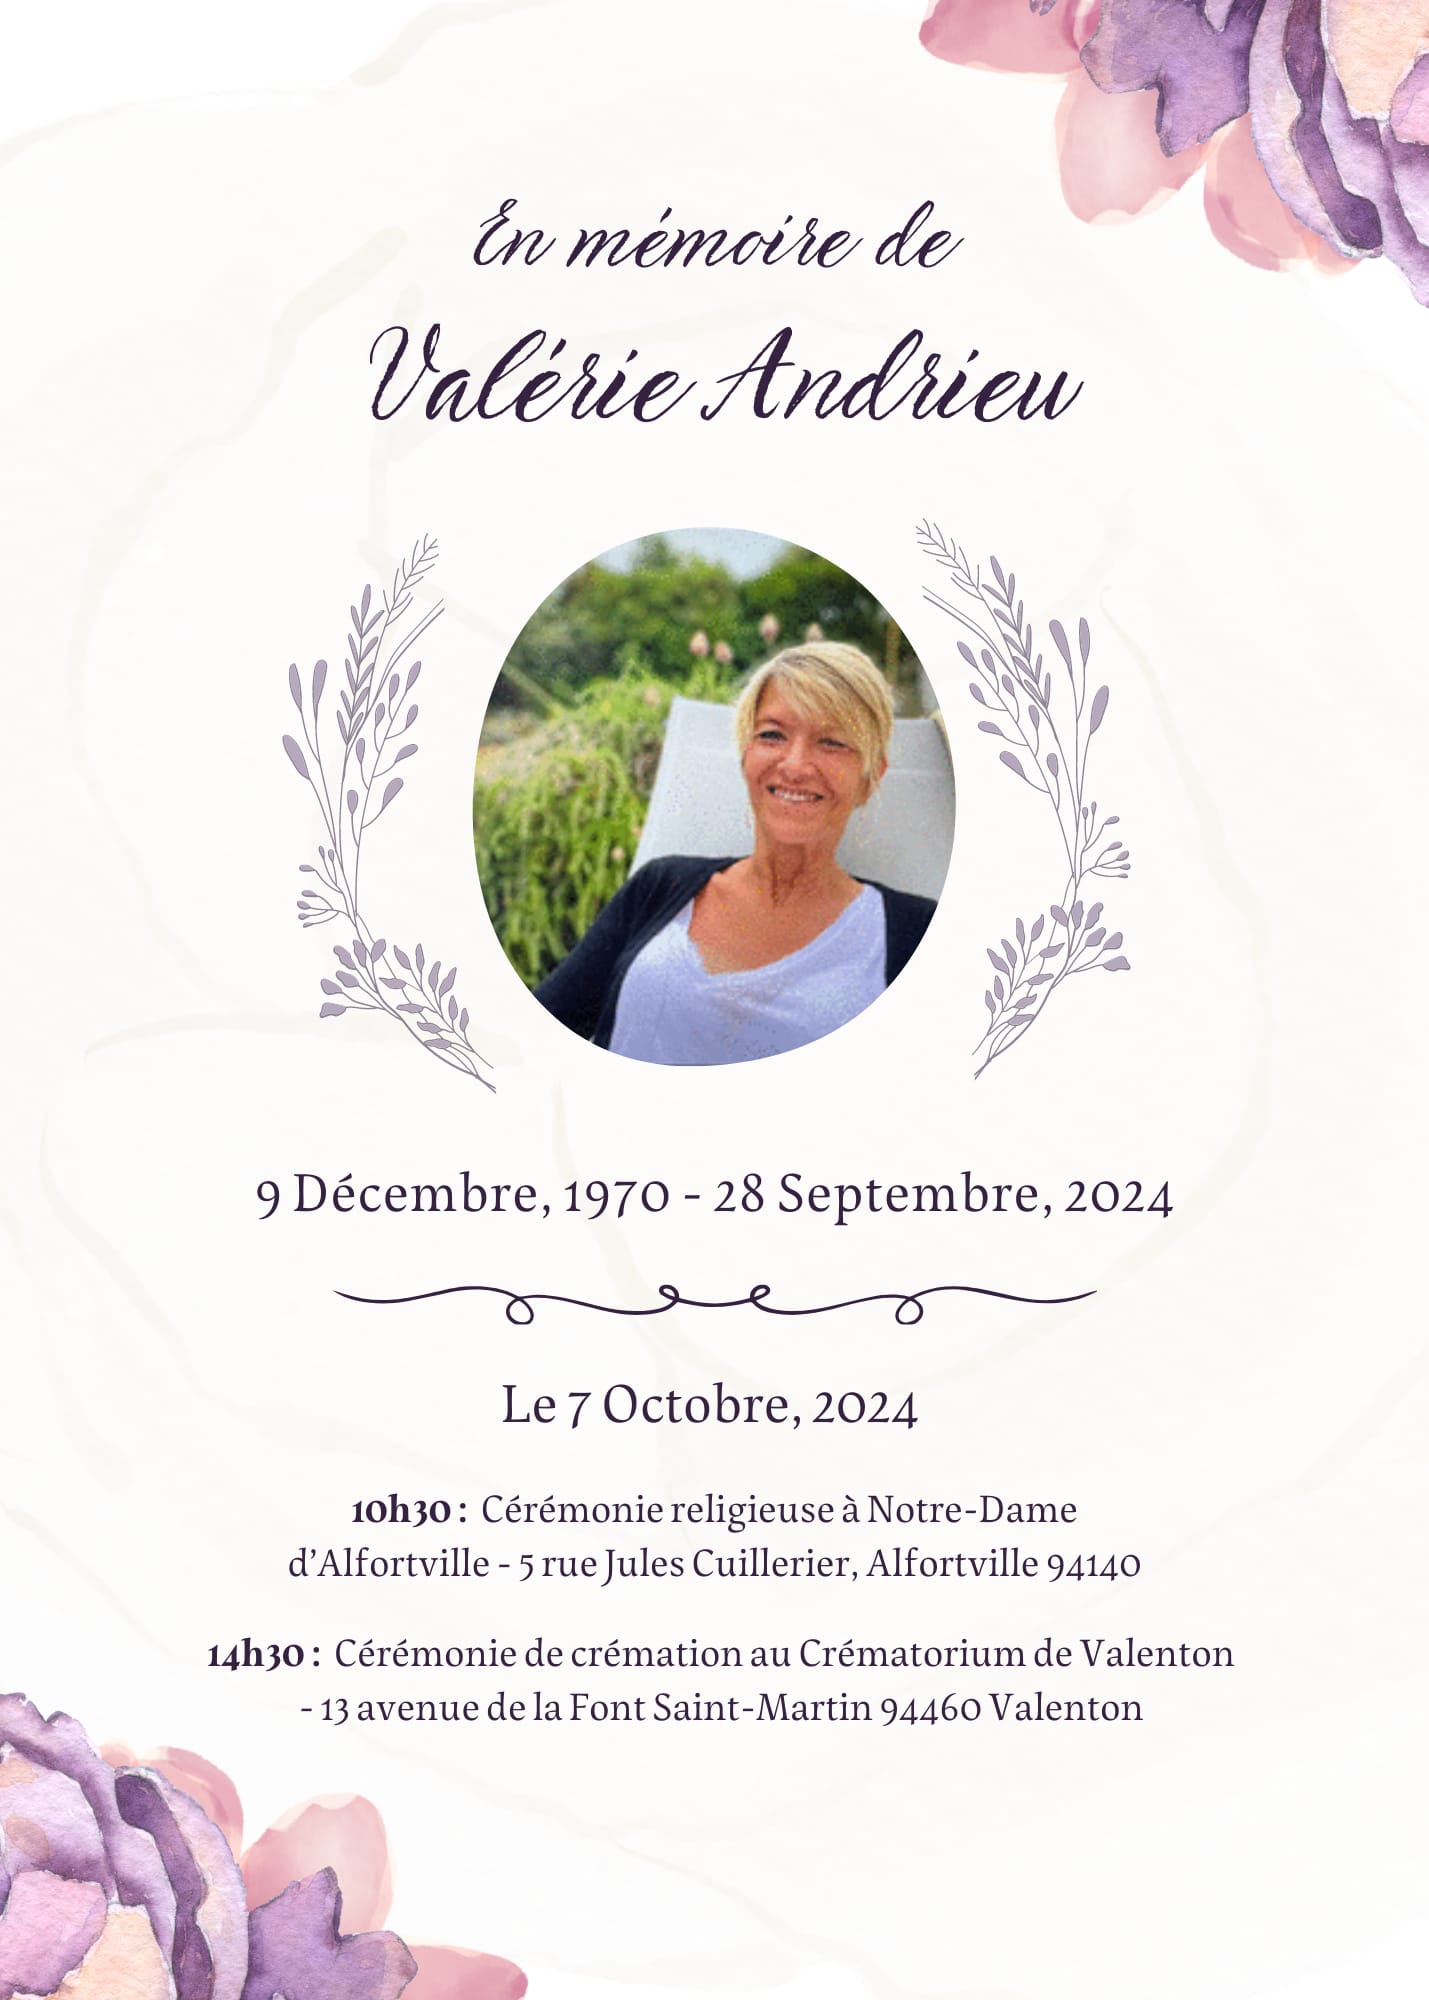 En mémoire de
Valérie Andrieu
9 Décembre, 1970 - 28 Septembre, 2024
Le 7 Octobre, 2024
10h30 : Cérémonie religieuse à Notre-Dame
d’Alfortville - 5 rue Jules Cuillerier, Alfortville 94140
14h30 : Cérémonie de crémation au Crématorium de Valenton
- 13 avenue de la Font Saint-Martin 94460 Valenton